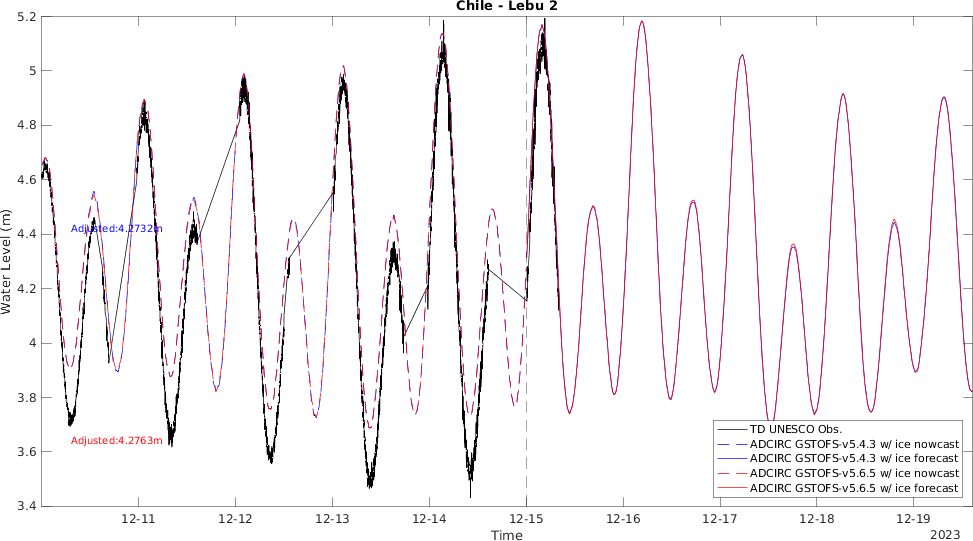 Chile - Lebu 2
5.2
5
4.8
4.6
4.4
4.2
4
3.8
3.6
3.4
Water Level (m)
Adjusted:4.2732m
Adjusted:4.2763m
TD UNESCO Obs.
ADCIRC GSTOFS-v5.4.3 w/ ice nowcast
ADCIRC GSTOFS-v5.4.3 w/ ice forecast
ADCIRC GSTOFS-v5.6.5 w/ ice nowcast
ADCIRC GSTOFS-v5.6.5 w/ ice forecast
12-11 12-12 12-13 12-14 12-15 12-16 12-17 12-18 12-19
Time
2023